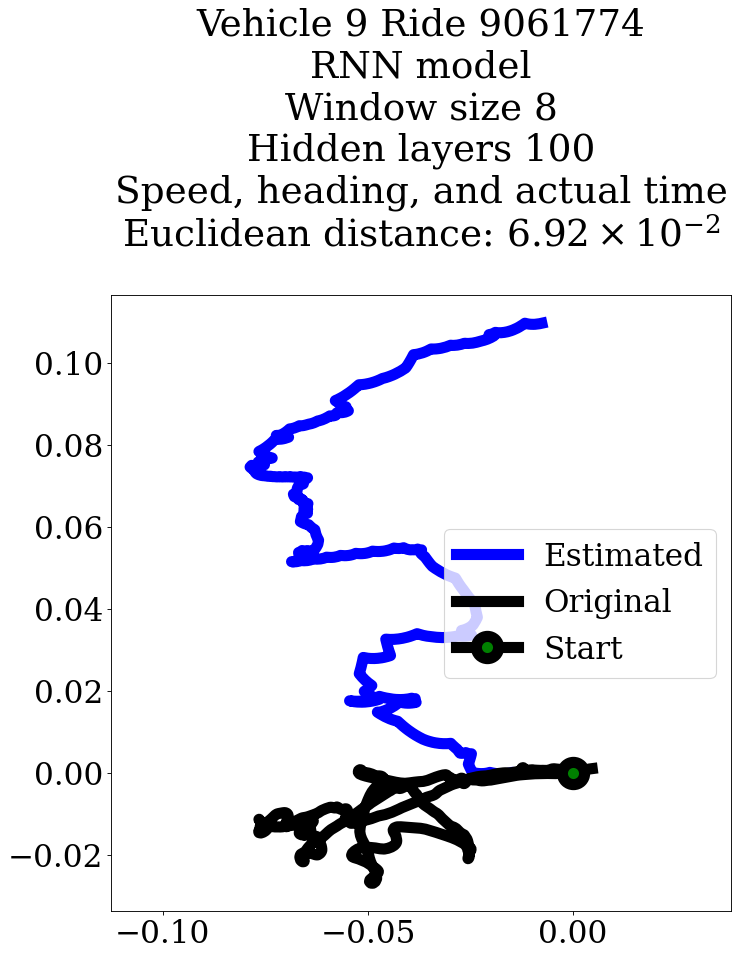 Vehicle 9 Ride 9061774
RNN model
Window size 8
Hidden layers 100
Speed, heading, and actual time
Euclidean distance: 6.92 × 10⁻²
0.10
0.08
0.06
0.04
0.02
0.00
−0.02
Estimated
Original
Start
−0.10
−0.05
0.00